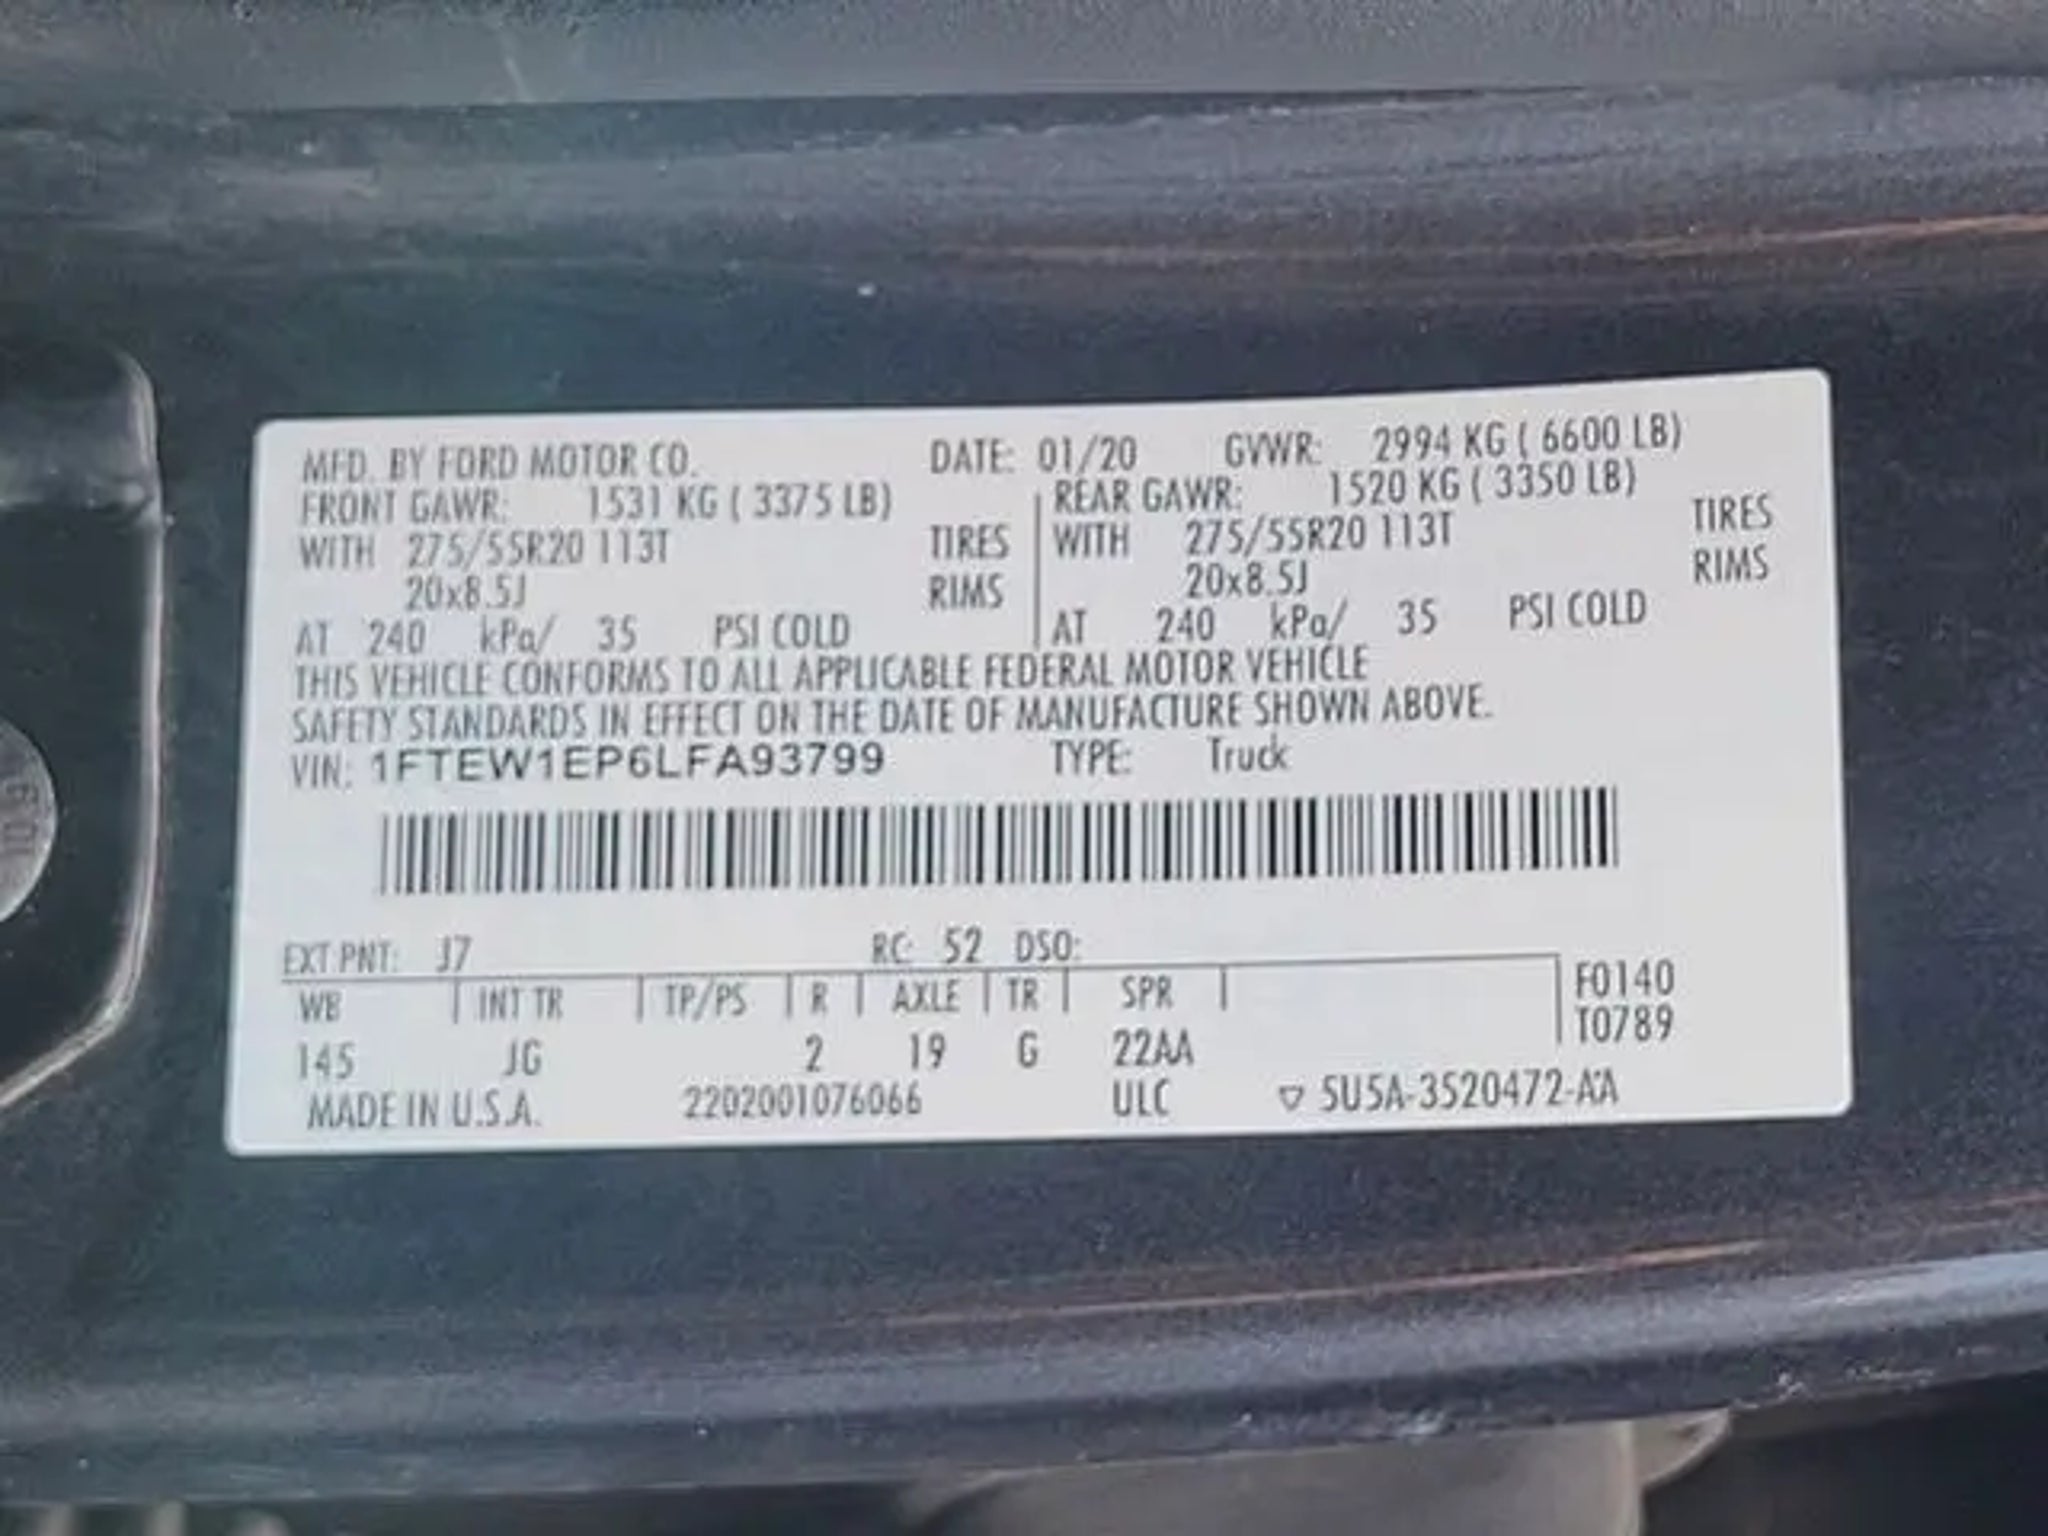 MFD. BY FORD MOTOR CO. DATE: 01/20 GVWR: 2994 KG ( 6600 LB)
FRONT GAWR: 1531 KG ( 3375 LB) REAR GAWR: 1520 KG ( 3350 LB)
WITH 275/55R20 113T TIRES WITH 275/55R20 113T TIRES
20x8.5J RIMS 20x8.5J RIMS
AT 240 kPa/ 35 PSI COLD AT 240 kPa/ 35 PSI COLD
THIS VEHICLE CONFORMS TO ALL APPLICABLE FEDERAL MOTOR VEHICLE
SAFETY STANDARDS IN EFFECT ON THE DATE OF MANUFACTURE SHOWN ABOVE.
VIN: 1FTEW1EP6LFA93799 TYPE: Truck
EXT PNT: J7 RC: 52 DSO:
WB INT TR TP/PS R AXLE TR SPR F0140
T0789
145 JG 2 19 G 22AA
MADE IN U.S.A. 2202001076066 ULC ▽ 5U5A-3520472-AA